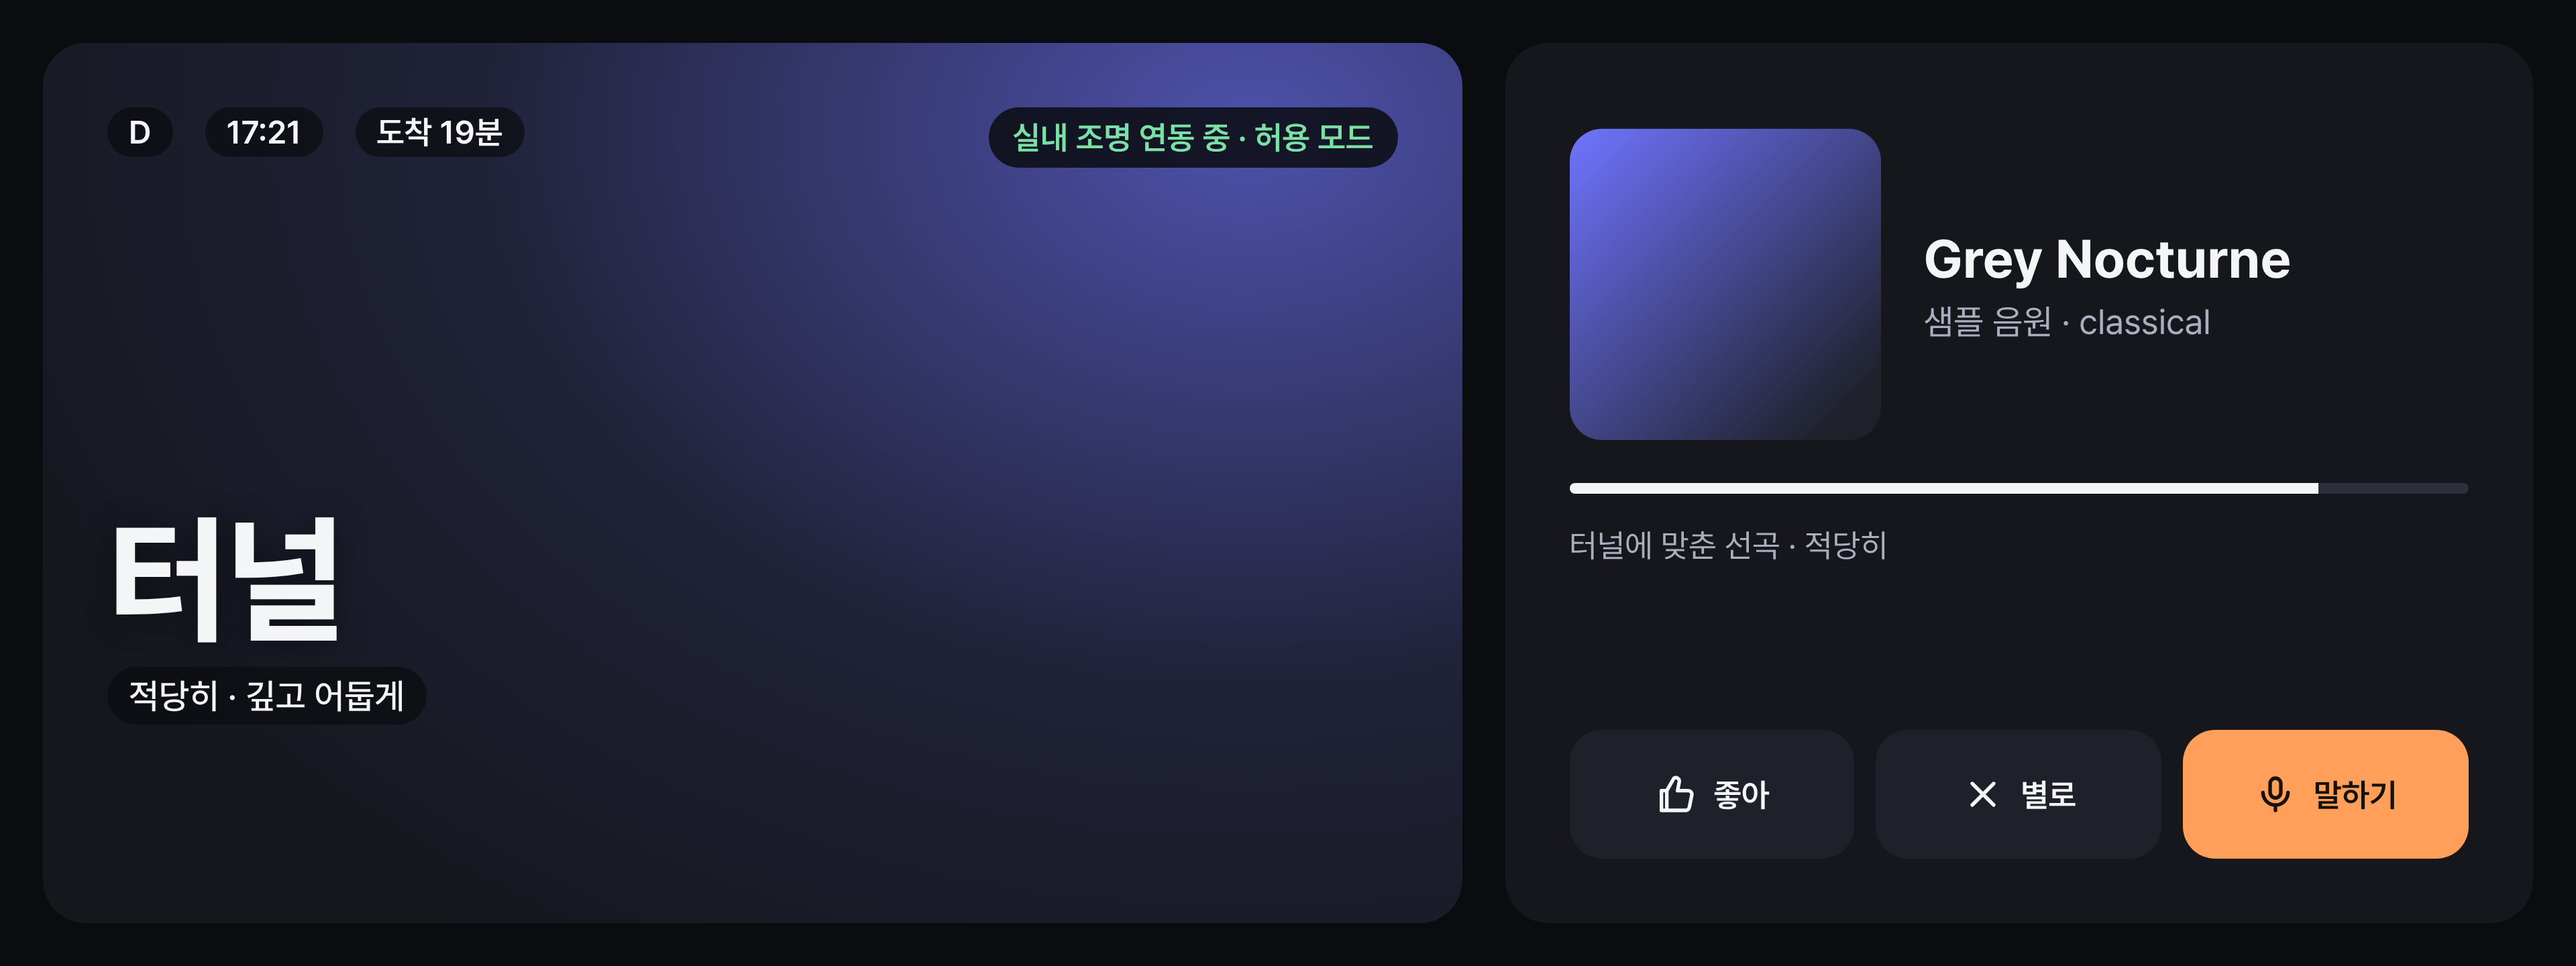 D 17:21 도착 19분
실내 조명 연동 중 · 허용 모드
터널
적당히 · 깊고 어둡게
Grey Nocturne
샘플 음원 · classical
터널에 맞춘 선곡 · 적당히
좋아 별로 말하기